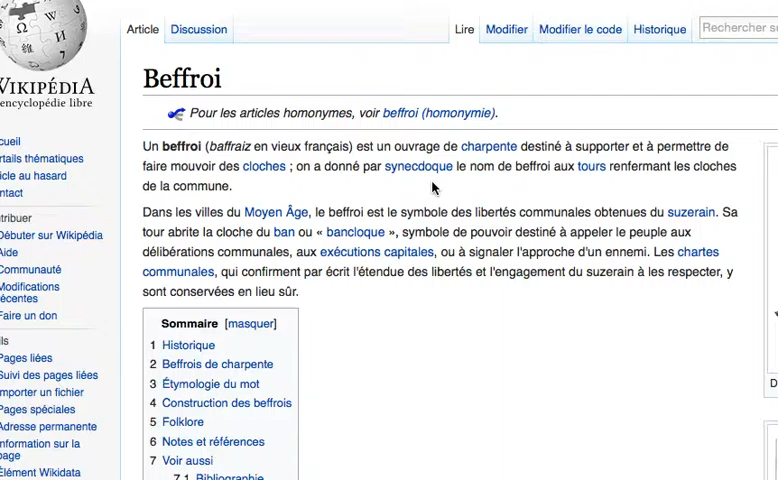 Article Discussion Lire Modifier Modifier le code Historique Rechercher su
WIKIPÉDIA
encyclopédie libre
Beffroi
Pour les articles homonymes, voir beffroi (homonymie).
Un beffroi (baffraiz en vieux français) est un ouvrage de charpente destiné à supporter et à permettre de
faire mouvoir des cloches ; on a donné par synecdoque le nom de beffroi aux tours renfermant les cloches
de la commune.
Dans les villes du Moyen Âge, le beffroi est le symbole des libertés communales obtenues du suzerain. Sa
tour abrite la cloche du ban ou « bancloque », symbole de pouvoir destiné à appeler le peuple aux
délibérations communales, aux exécutions capitales, ou à signaler l'approche d'un ennemi. Les chartes
communales, qui confirment par écrit l'étendue des libertés et l'engagement du suzerain à les respecter, y
sont conservées en lieu sûr.
Sommaire [masquer]
1 Historique
2 Beffrois de charpente
3 Étymologie du mot
4 Construction des beffrois
5 Folklore
6 Notes et références
7 Voir aussi
7.1 Bibliographie
cueil
rtails thématiques
icle au hasard
ntact
tribuer
Débuter sur Wikipédia
Aide
Communauté
Modifications
écentes
Faire un don
ils
Pages liées
Suivi des pages liées
mporter un fichier
Pages spéciales
Adresse permanente
nformation sur la
page
Élément Wikidata
D